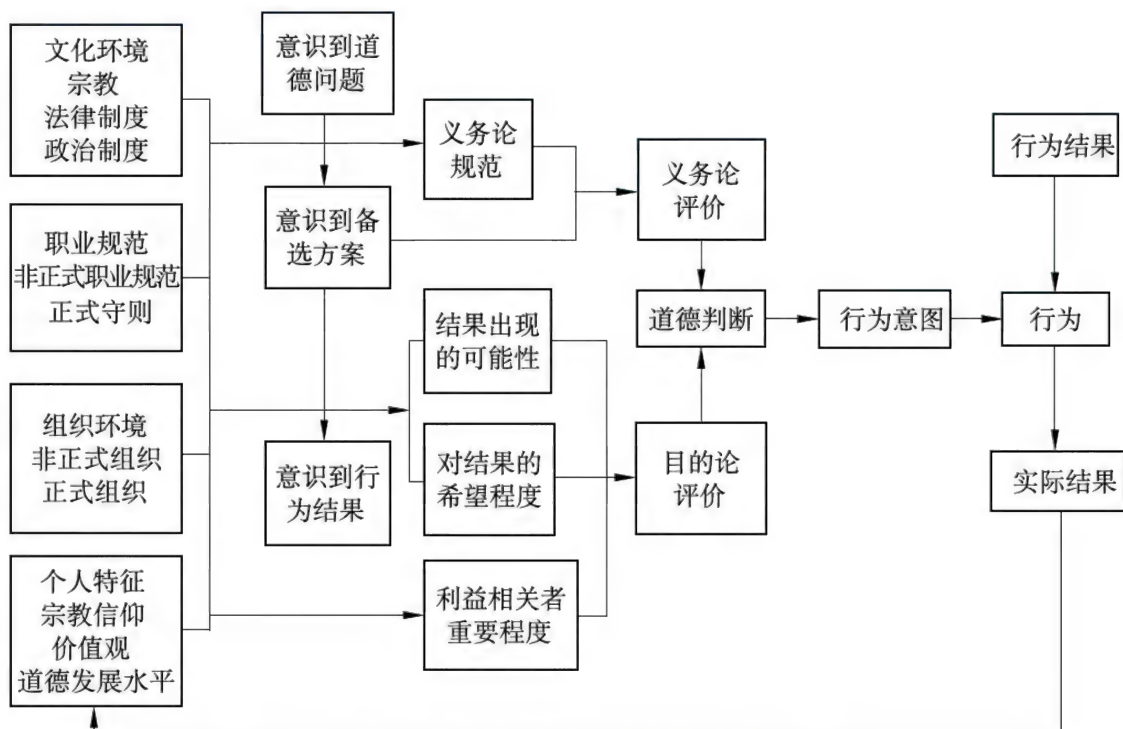 文化环境
宗教
法律制度
政治制度
职业规范
非正式职业规范
正式守则
组织环境
非正式组织
正式组织
个人特征
宗教信仰
价值观
道德发展水平
意识到道
德问题
意识到备
选方案
意识到行
为结果
义务论
规范
结果出现
的可能性
对结果的
希望程度
利益相关者
重要程度
义务论
评价
道德判断
目的论
评价
行为意图
行为结果
行为
实际结果